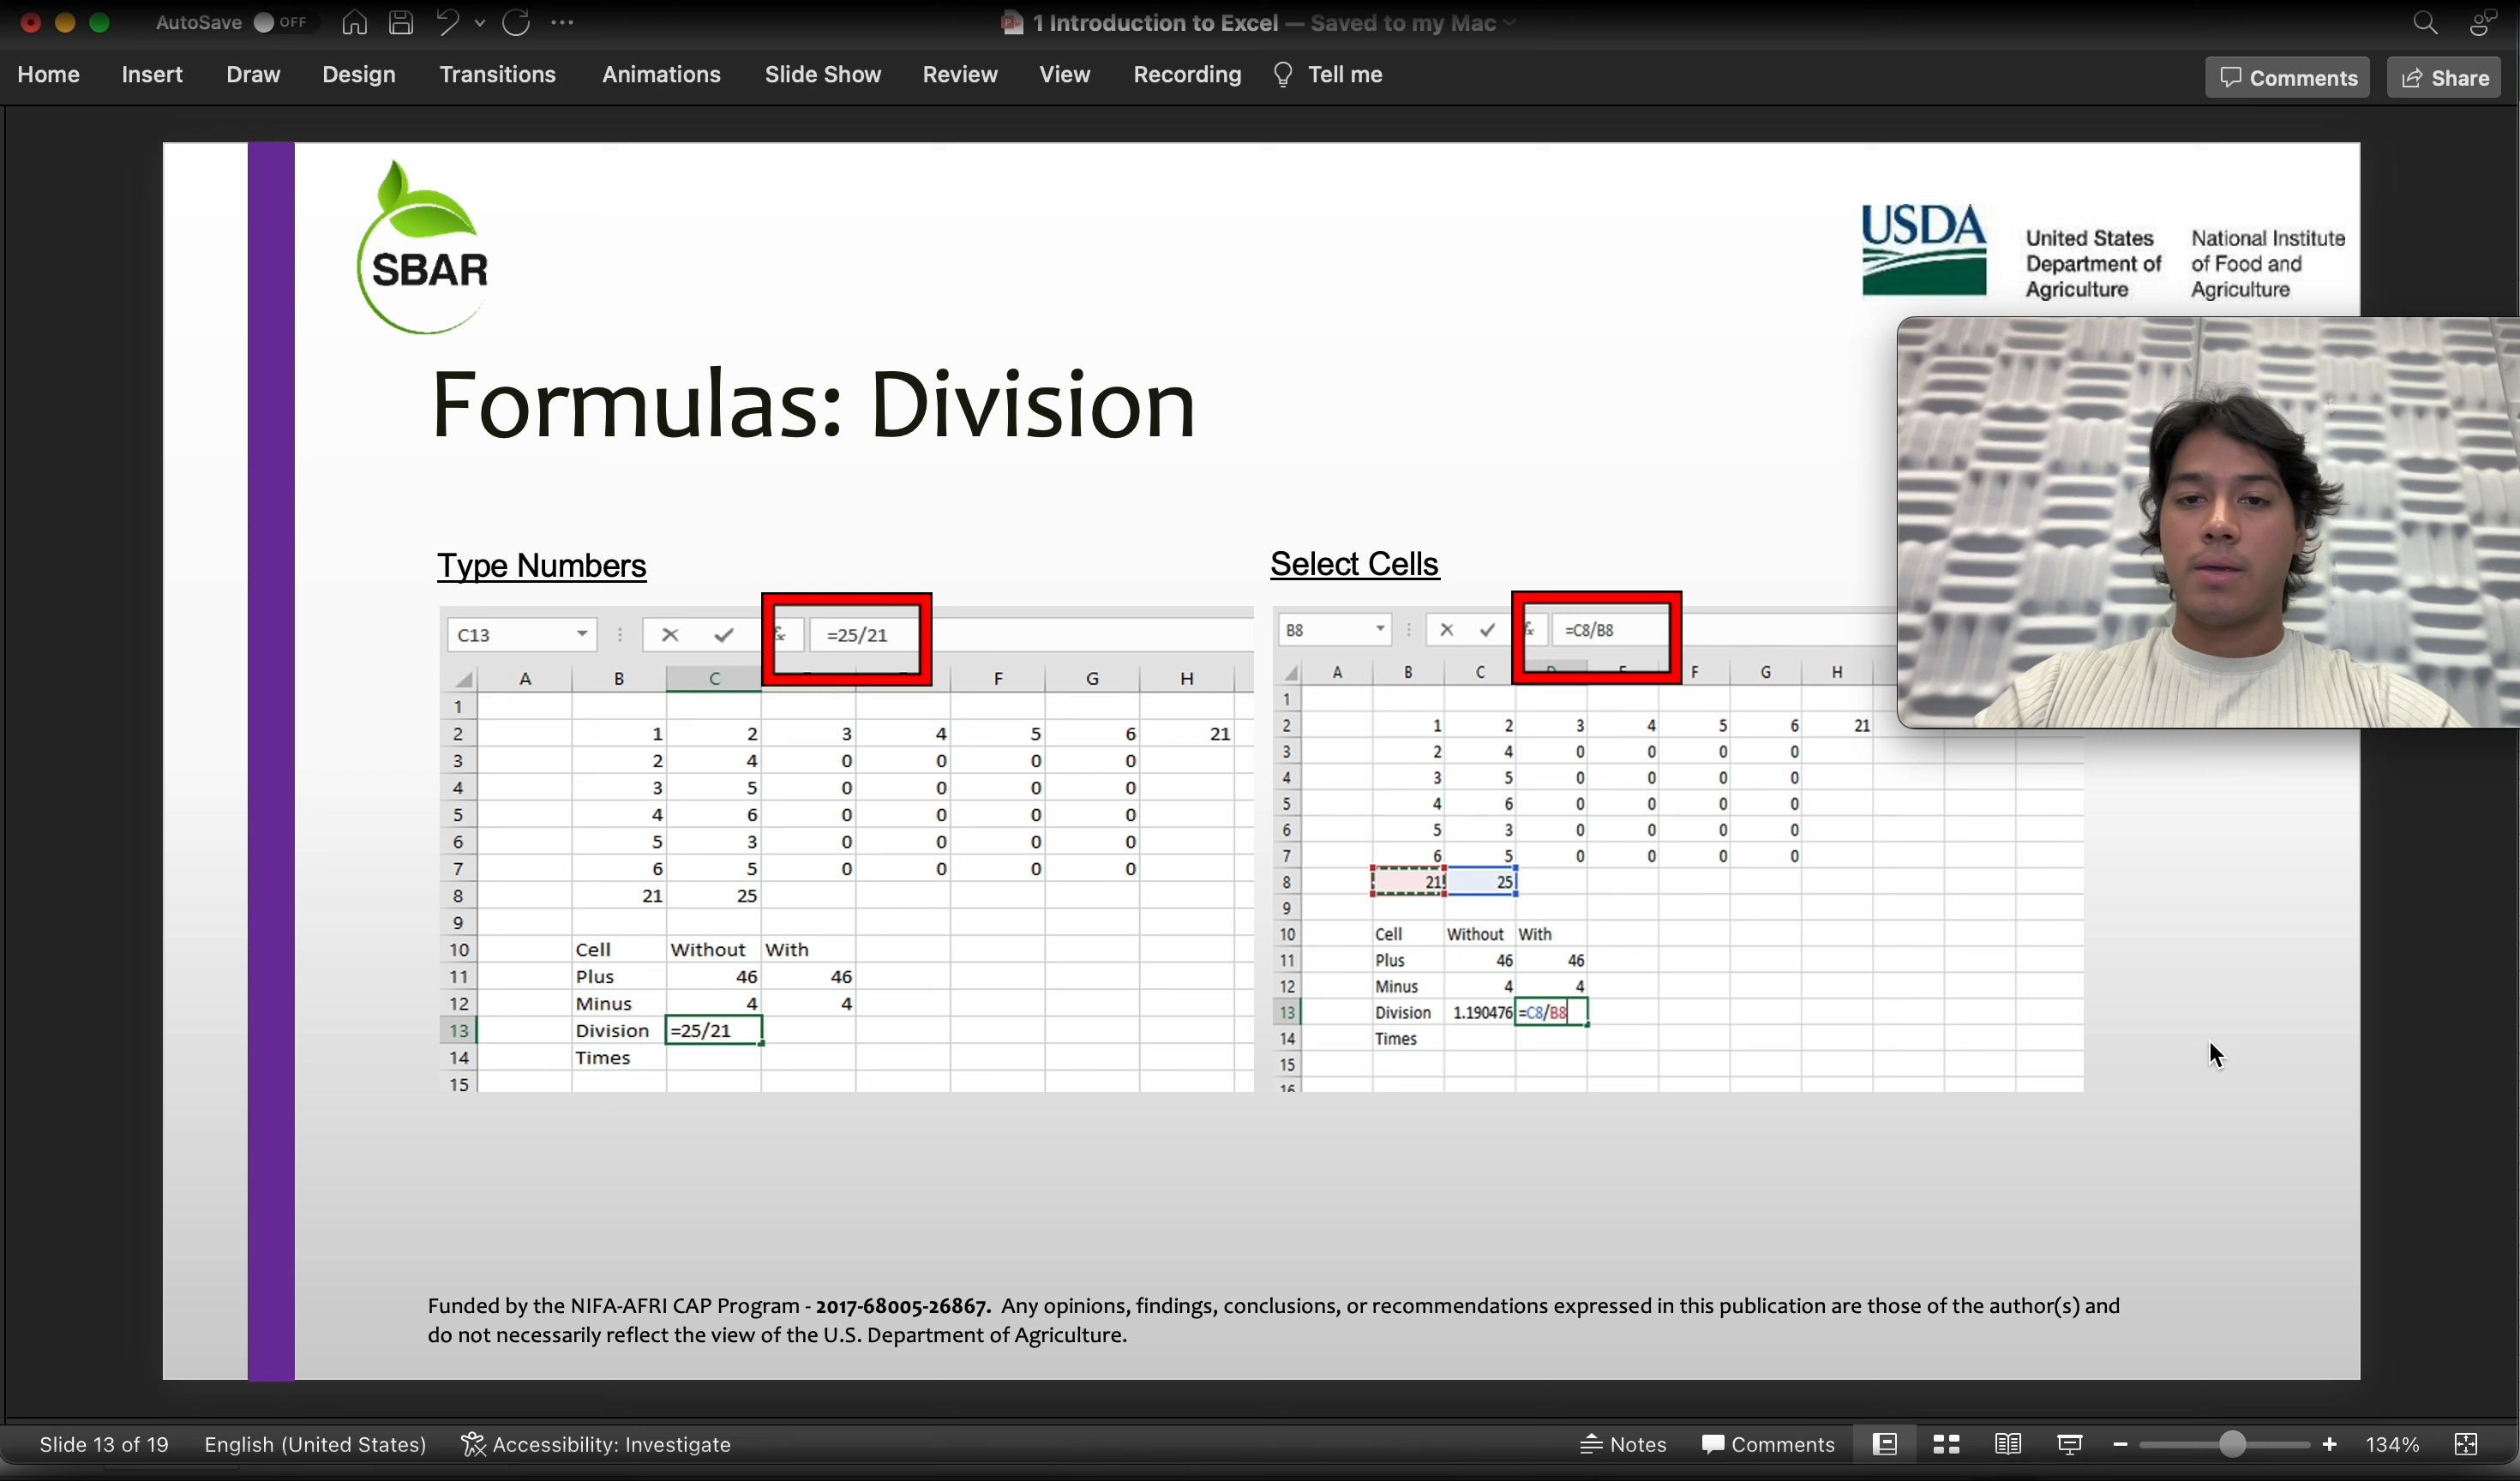 AutoSave OFF
1 Introduction to Excel — Saved to my Mac
Home Insert Draw Design Transitions Animations Slide Show Review View Recording Tell me Comments Share
SBAR
USDA
United States
Department of
Agriculture
National Institute
of Food and
Agriculture
Formulas: Division
Type Numbers
C13 fx =25/21
A B C F G H
1
2 1 2 3 4 5 6 21
3 2 4 0 0 0 0
4 3 5 0 0 0 0
5 4 6 0 0 0 0
6 5 3 0 0 0 0
7 6 5 0 0 0 0
8 21 25
9
10 Cell Without With
11 Plus 46 46
12 Minus 4 4
13 Division =25/21
14 Times
15
Select Cells
B8 fx =C8/B8
A B C D F G H
1
2 1 2 3 4 5 6 21
3 2 4 0 0 0 0
4 3 5 0 0 0 0
5 4 6 0 0 0 0
6 5 3 0 0 0 0
7 6 5 0 0 0 0
8 21 25
9
10 Cell Without With
11 Plus 46 46
12 Minus 4 4
13 Division 1.190476 =C8/B8
14 Times
15
16
Funded by the NIFA-AFRI CAP Program - 2017-68005-26867. Any opinions, findings, conclusions, or recommendations expressed in this publication are those of the author(s) and
do not necessarily reflect the view of the U.S. Department of Agriculture.
Slide 13 of 19 English (United States) Accessibility: Investigate Notes Comments 134%